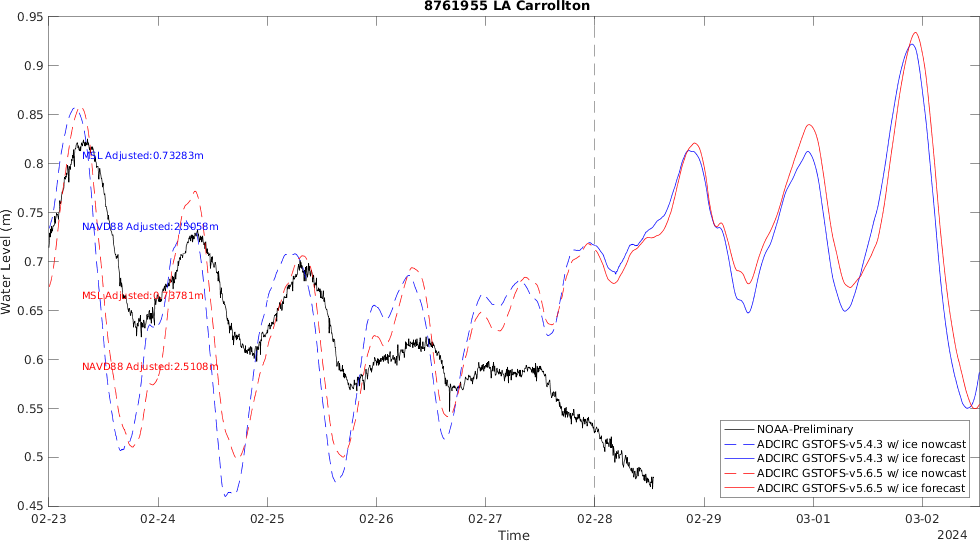 8761955 LA Carrollton
0.95
0.9
0.85
0.8
0.75
0.7
0.65
0.6
0.55
0.5
0.45
Water Level (m)
MSL Adjusted:0.73283m
NAVD88 Adjusted:2.5058m
MSL Adjusted:0.73781m
NAVD88 Adjusted:2.5108m
NOAA-Preliminary
ADCIRC GSTOFS-v5.4.3 w/ ice nowcast
ADCIRC GSTOFS-v5.4.3 w/ ice forecast
ADCIRC GSTOFS-v5.6.5 w/ ice nowcast
ADCIRC GSTOFS-v5.6.5 w/ ice forecast
02-23 02-24 02-25 02-26 02-27 02-28 02-29 03-01 03-02
Time
2024